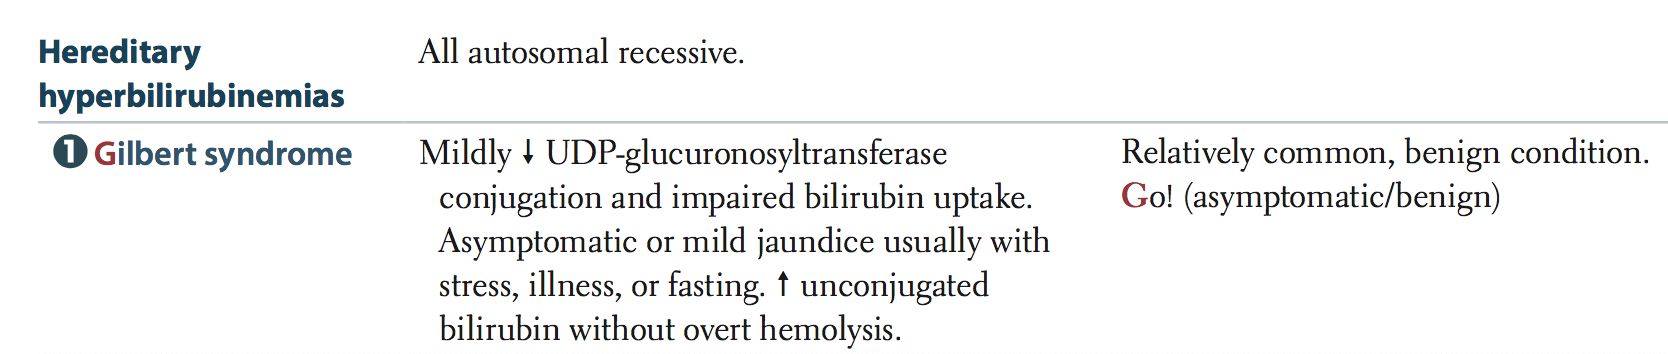 Hereditary
hyperbilirubinemias
All autosomal recessive.
❶ Gilbert syndrome
Mildly ↓ UDP-glucuronosyltransferase
conjugation and impaired bilirubin uptake.
Asymptomatic or mild jaundice usually with
stress, illness, or fasting. ↑ unconjugated
bilirubin without overt hemolysis.
Relatively common, benign condition.
Go! (asymptomatic/benign)